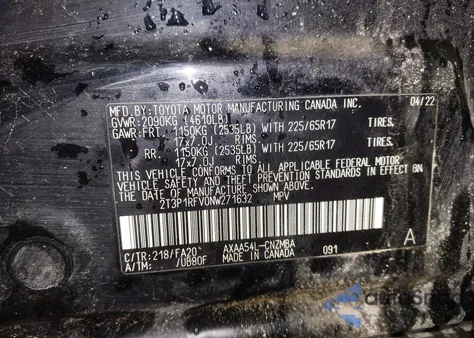 MFD. BY: TOYOTA MOTOR MANUFACTURING CANADA INC. 04/22
GVWR: 2090KG (4610LB)
GAWR: FRT. 1150KG (2535LB) WITH 225/65R17 TIRES,
17x7.0J RIMS,
RR. 1150KG (2535LB) WITH 225/65R17 TIRES,
17x7.0J RIMS,
THIS VEHICLE CONFORMS TO ALL APPLICABLE FEDERAL MOTOR
VEHICLE SAFETY AND BUMPER STANDARDS IN EFFECT ON
THE DATE OF MANUFACTURE SHOWN ABOVE.
2T3P1RFV0NW271632 MPV
C/TR: 218/FA20 AXAA54L-CNZMBA A
A/TM: /UB80F MADE IN CANADA 091